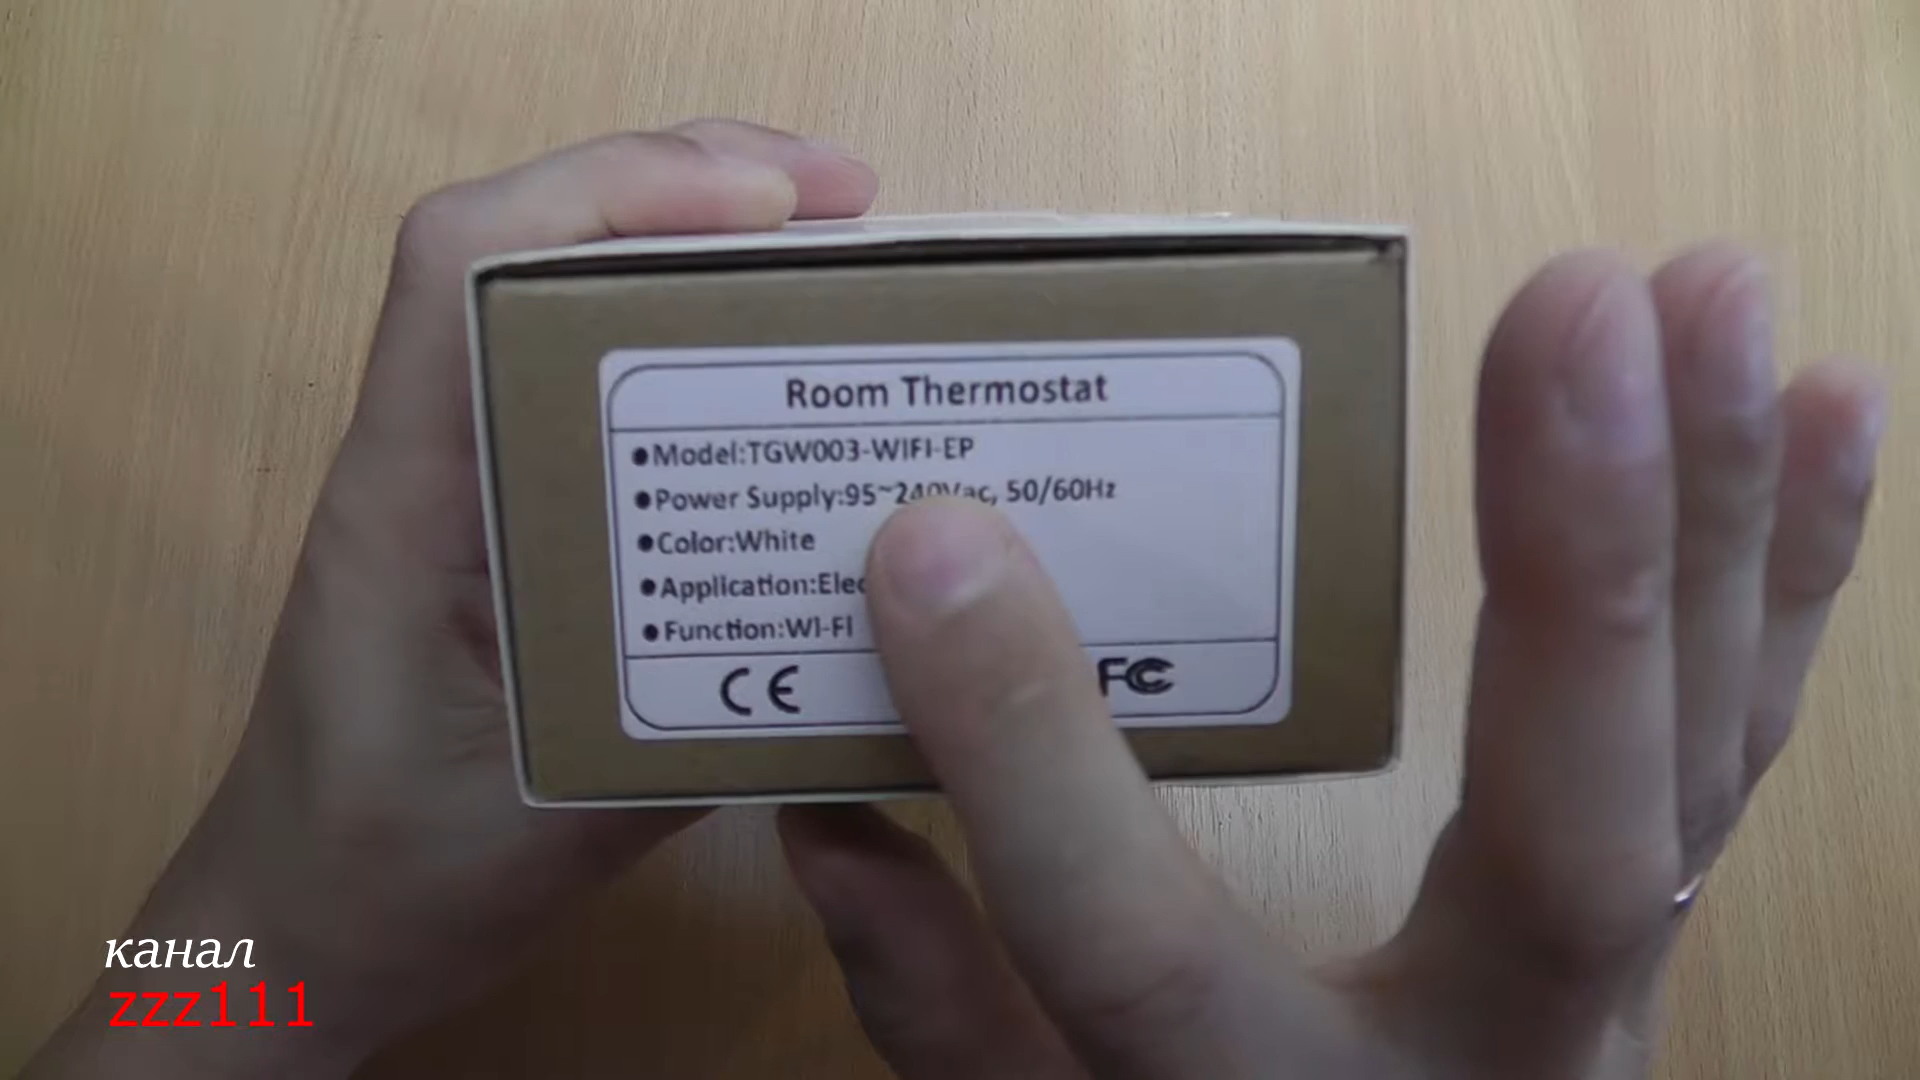 Room Thermostat
●Model:TGW003-WIFI-EP
●Power Supply:95~240Vac, 50/60Hz
●Color:White
●Application:Elec
●Function:WI-FI
CE FC
канал
zzz111